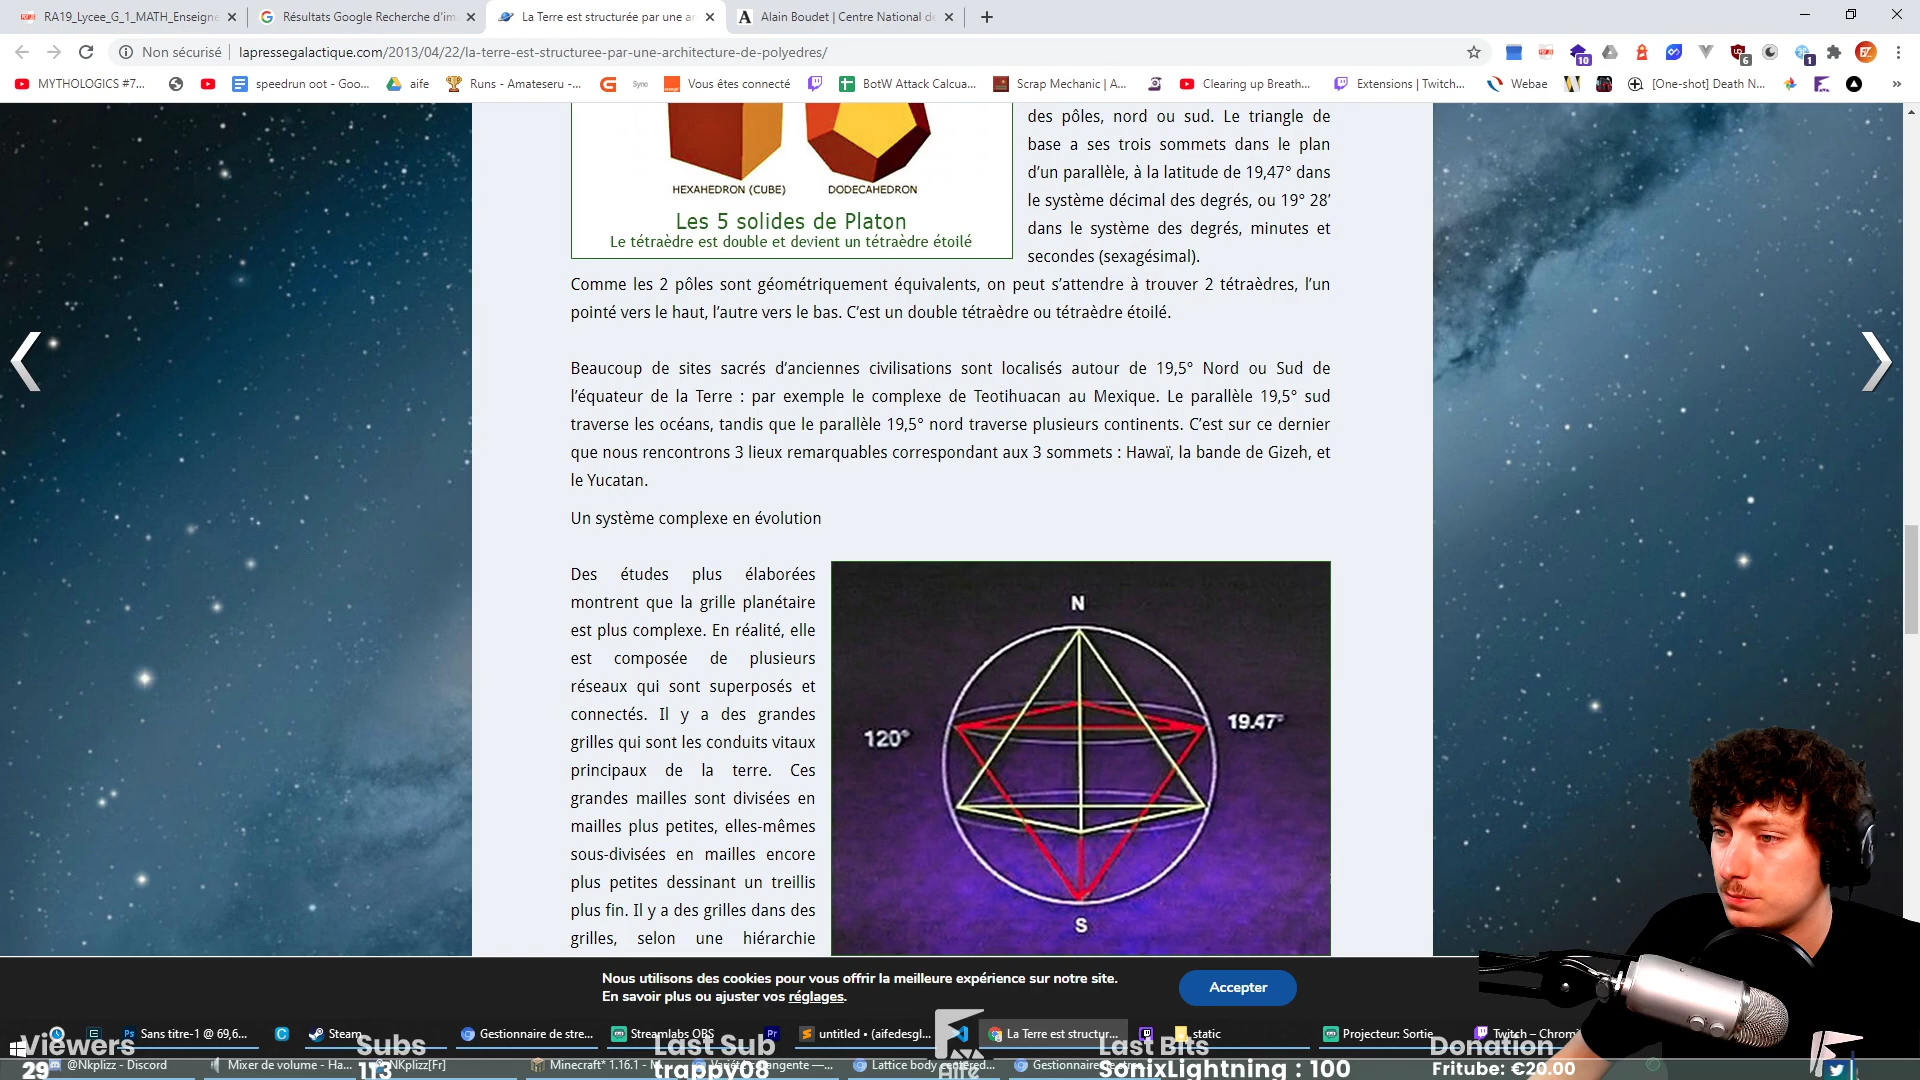 RA19_Lycee_G_1_MATH_Enseigne
Résultats Google Recherche d'im
La Terre est structurée par une ar
Alain Boudet | Centre National de
Non sécurisé
lapressegalactique.com/2013/04/22/la-terre-est-structuree-par-une-architecture-de-polyedres/
MYTHOLOGICS #7...
speedrun oot - Goo...
aife
Runs - Amateseru -...
Sync
Vous êtes connecté
BotW Attack Calcua...
Scrap Mechanic | A...
Clearing up Breath...
Extensions | Twitch...
Webae
[One-shot] Death N...
HEXAHEDRON (CUBE)
DODECAHEDRON
Les 5 solides de Platon
Le tétraèdre est double et devient un tétraèdre étoilé
des pôles, nord ou sud. Le triangle de
base a ses trois sommets dans le plan
d'un parallèle, à la latitude de 19,47° dans
le système décimal des degrés, ou 19° 28'
dans le système des degrés, minutes et
secondes (sexagésimal).
Comme les 2 pôles sont géométriquement équivalents, on peut s'attendre à trouver 2 tétraèdres, l'un
pointé vers le haut, l'autre vers le bas. C'est un double tétraèdre ou tétraèdre étoilé.
Beaucoup de sites sacrés d'anciennes civilisations sont localisés autour de 19,5° Nord ou Sud de
l'équateur de la Terre : par exemple le complexe de Teotihuacan au Mexique. Le parallèle 19,5° sud
traverse les océans, tandis que le parallèle 19,5° nord traverse plusieurs continents. C'est sur ce dernier
que nous rencontrons 3 lieux remarquables correspondant aux 3 sommets : Hawaï, la bande de Gizeh, et
le Yucatan.
Un système complexe en évolution
Des études plus élaborées
montrent que la grille planétaire
est plus complexe. En réalité, elle
est composée de plusieurs
réseaux qui sont superposés et
connectés. Il y a des grandes
grilles qui sont les conduits vitaux
principaux de la terre. Ces
grandes mailles sont divisées en
mailles plus petites, elles-mêmes
sous-divisées en mailles encore
plus petites dessinant un treillis
plus fin. Il y a des grilles dans des
grilles, selon une hiérarchie
N
120°
19.47°
S
Nous utilisons des cookies pour vous offrir la meilleure expérience sur notre site.
En savoir plus ou ajuster vos réglages.
Accepter
Sans titre-1 @ 69,6...
Steam
Gestionnaire de stre...
Streamlabs OBS
untitled • (aifedesgl...
La Terre est structur...
static
Projecteur: Sortie
Twitch – Chromi
Viewers
Subs
Last Sub
Last Bits
Donation
@Nkplizz - Discord
Mixer de volume - Ha...
NKplizz[Fr]
Minecraft* 1.16.1 -
Lattice body centered...
29
113
trappy08
Aife
SonixLightning : 100
Fritube: €20.00